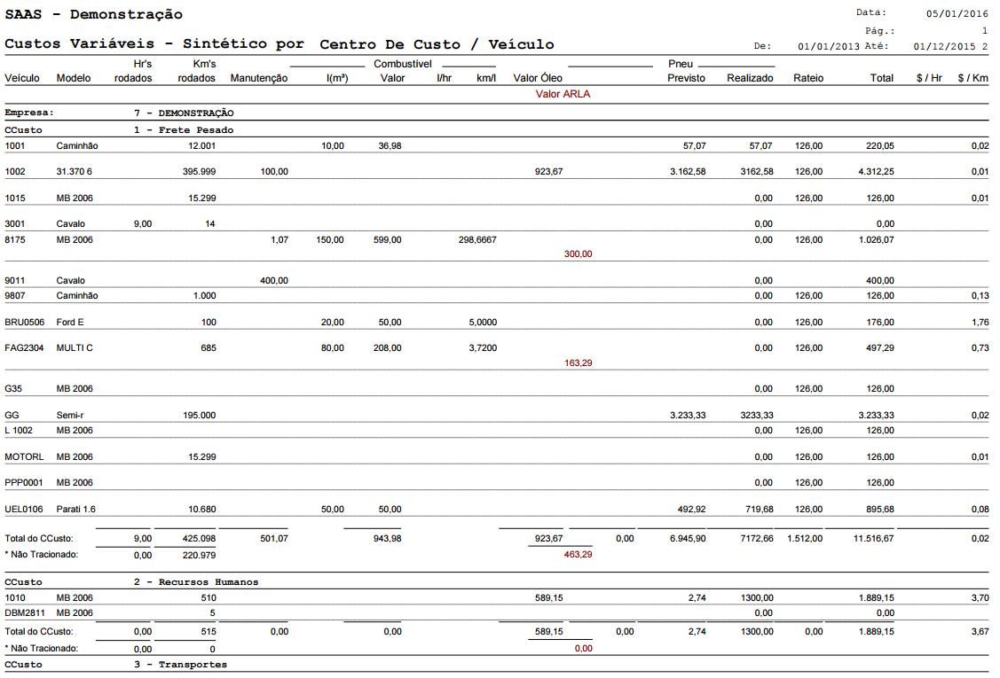 SAAS - Demonstração Data: 05/01/2016
Pág.: 1
Custos Variáveis - Sintético por Centro De Custo / Veículo De: 01/01/2013 Até: 01/12/2015 2
Hr's Km's Combustível Pneu
Veículo Modelo rodados rodados Manutenção l(m³) Valor l/hr km/l Valor Óleo Previsto Realizado Rateio Total $ / Hr $ / Km
Valor ARLA
Empresa: 7 - DEMONSTRAÇÃO
CCusto 1 - Frete Pesado
1001 Caminhão 12.001 10,00 36,98 57,07 57,07 126,00 220,05 0,02
1002 31.370 6 395.999 100,00 923,67 3.162,58 3162,58 126,00 4.312,25 0,01
1015 MB 2006 15.299 0,00 126,00 126,00 0,01
3001 Cavalo 9,00 14 0,00 0,00
8175 MB 2006 1,07 150,00 599,00 298,6667 0,00 126,00 1.026,07
300,00
9011 Cavalo 400,00 0,00 400,00
9807 Caminhão 1.000 0,00 126,00 126,00 0,13
BRU0506 Ford E 100 20,00 50,00 5,0000 0,00 126,00 176,00 1,76
FAG2304 MULTI C 685 80,00 208,00 3,7200 0,00 126,00 497,29 0,73
163,29
G35 MB 2006 0,00 126,00 126,00
GG Semi-r 195.000 3.233,33 3233,33 3.233,33 0,02
L 1002 MB 2006 0,00 126,00 126,00
MOTORL MB 2006 15.299 0,00 126,00 126,00 0,01
PPP0001 MB 2006 0,00 126,00 126,00
UEL0106 Parati 1.6 10.680 50,00 50,00 492,92 719,68 126,00 895,68 0,08
Total do CCusto: 9,00 425.098 501,07 943,98 923,67 0,00 6.945,90 7172,66 1.512,00 11.516,67 0,02
* Não Tracionado: 0,00 220.979 463,29
CCusto 2 - Recursos Humanos
1010 MB 2006 510 589,15 2,74 1300,00 1.889,15 3,70
DBM2811 MB 2006 5 0,00 0,00
Total do CCusto: 0,00 515 0,00 0,00 589,15 0,00 2,74 1300,00 0,00 1.889,15 3,67
* Não Tracionado: 0,00 0 0,00
CCusto 3 - Transportes